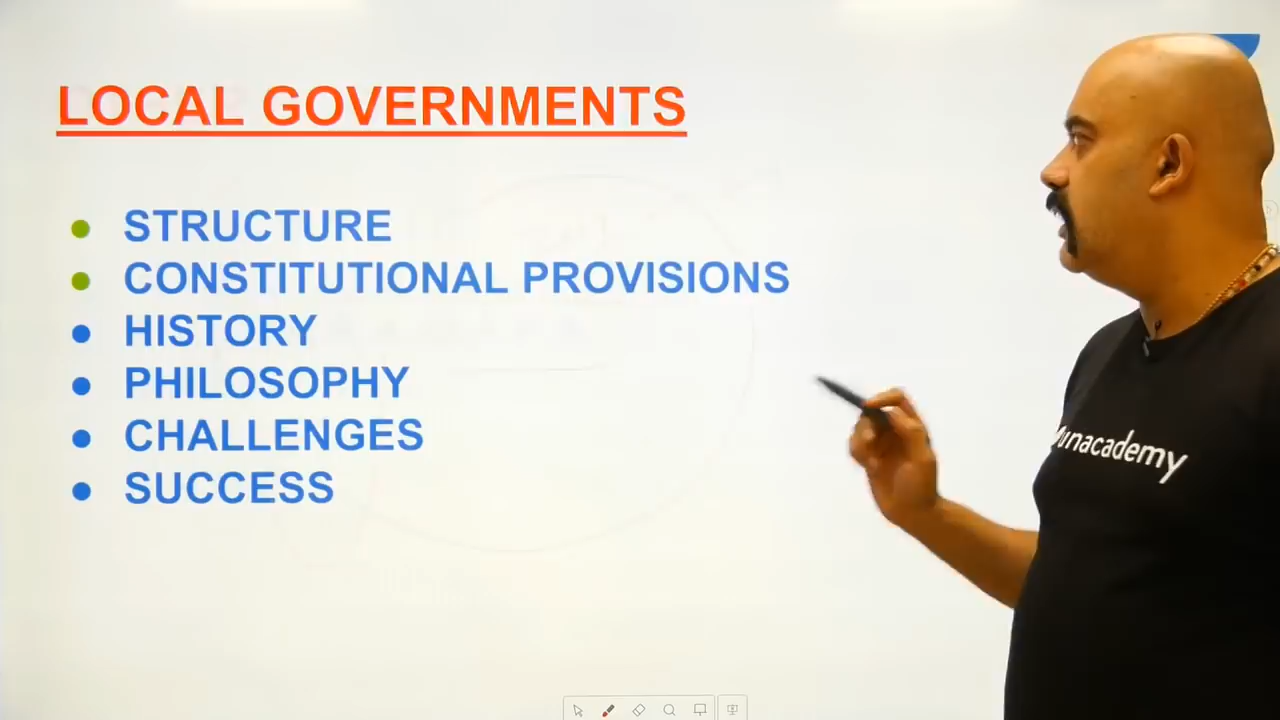 LOCAL GOVERNMENTS
STRUCTURE
CONSTITUTIONAL PROVISIONS
HISTORY
PHILOSOPHY
CHALLENGES
SUCCESS
unacademy